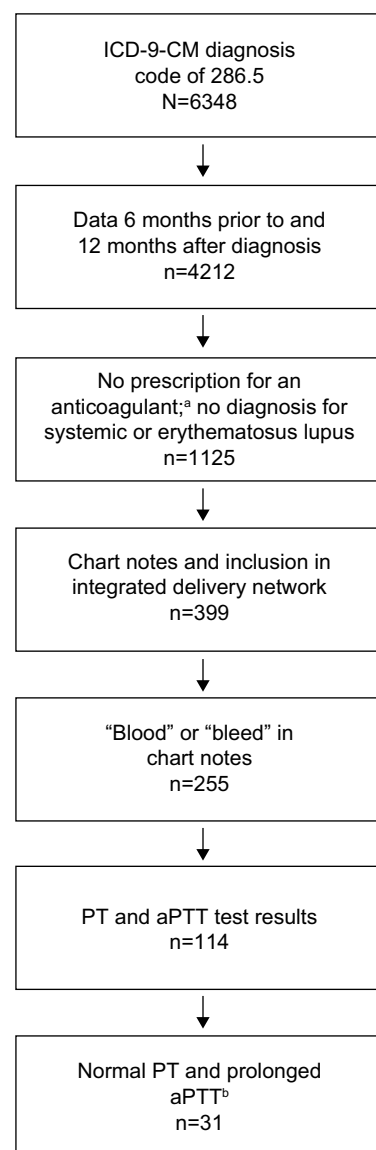 ICD-9-CM diagnosis
code of 286.5
N=6348
Data 6 months prior to and
12 months after diagnosis
n=4212
No prescription for an
anticoagulant;ᵃ no diagnosis for
systemic or erythematosus lupus
n=1125
Chart notes and inclusion in
integrated delivery network
n=399
“Blood” or “bleed” in
chart notes
n=255
PT and aPTT test results
n=114
Normal PT and prolonged
aPTTᵇ
n=31